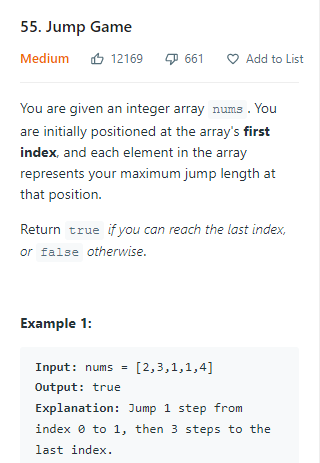 55. Jump Game
Medium 12169 661 Add to List
You are given an integer array nums. You
are initially positioned at the array's first
index, and each element in the array
represents your maximum jump length at
that position.
Return true if you can reach the last index,
or false otherwise.
Example 1:
Input: nums = [2,3,1,1,4]
Output: true
Explanation: Jump 1 step from
index 0 to 1, then 3 steps to the
last index.